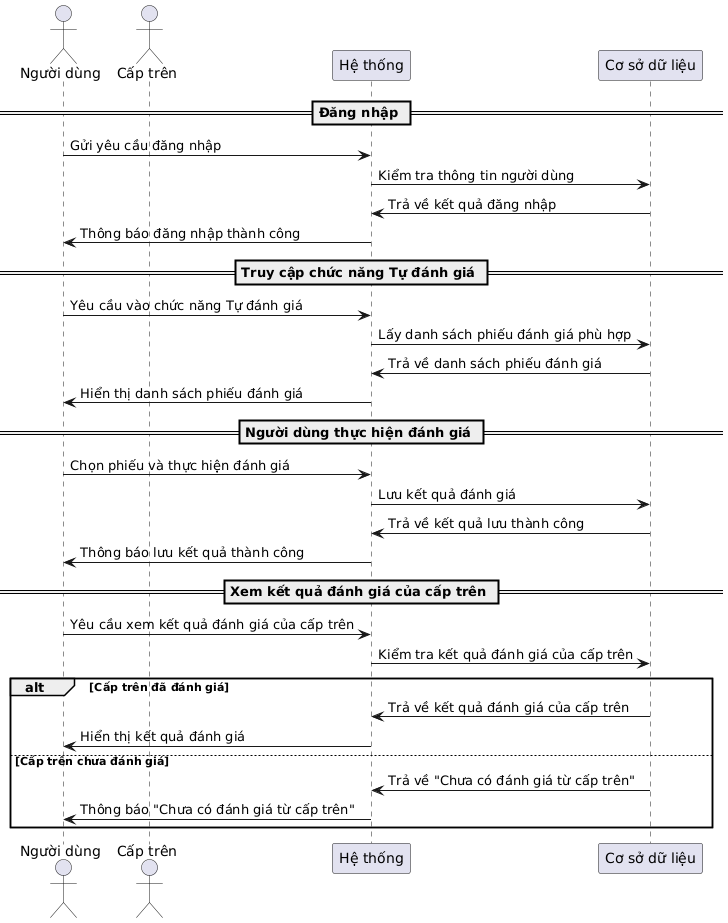 Người dùng
Cấp trên
Hệ thống
Cơ sở dữ liệu
Đăng nhập
Gửi yêu cầu đăng nhập
Kiểm tra thông tin người dùng
Trả về kết quả đăng nhập
Thông báo đăng nhập thành công
Truy cập chức năng Tự đánh giá
Yêu cầu vào chức năng Tự đánh giá
Lấy danh sách phiếu đánh giá phù hợp
Trả về danh sách phiếu đánh giá
Hiển thị danh sách phiếu đánh giá
Người dùng thực hiện đánh giá
Chọn phiếu và thực hiện đánh giá
Lưu kết quả đánh giá
Trả về kết quả lưu thành công
Thông báo lưu kết quả thành công
Xem kết quả đánh giá của cấp trên
Yêu cầu xem kết quả đánh giá của cấp trên
Kiểm tra kết quả đánh giá của cấp trên
alt [Cấp trên đã đánh giá]
Trả về kết quả đánh giá của cấp trên
Hiển thị kết quả đánh giá
[Cấp trên chưa đánh giá]
Trả về "Chưa có đánh giá từ cấp trên"
Thông báo "Chưa có đánh giá từ cấp trên"
Người dùng
Cấp trên
Hệ thống
Cơ sở dữ liệu